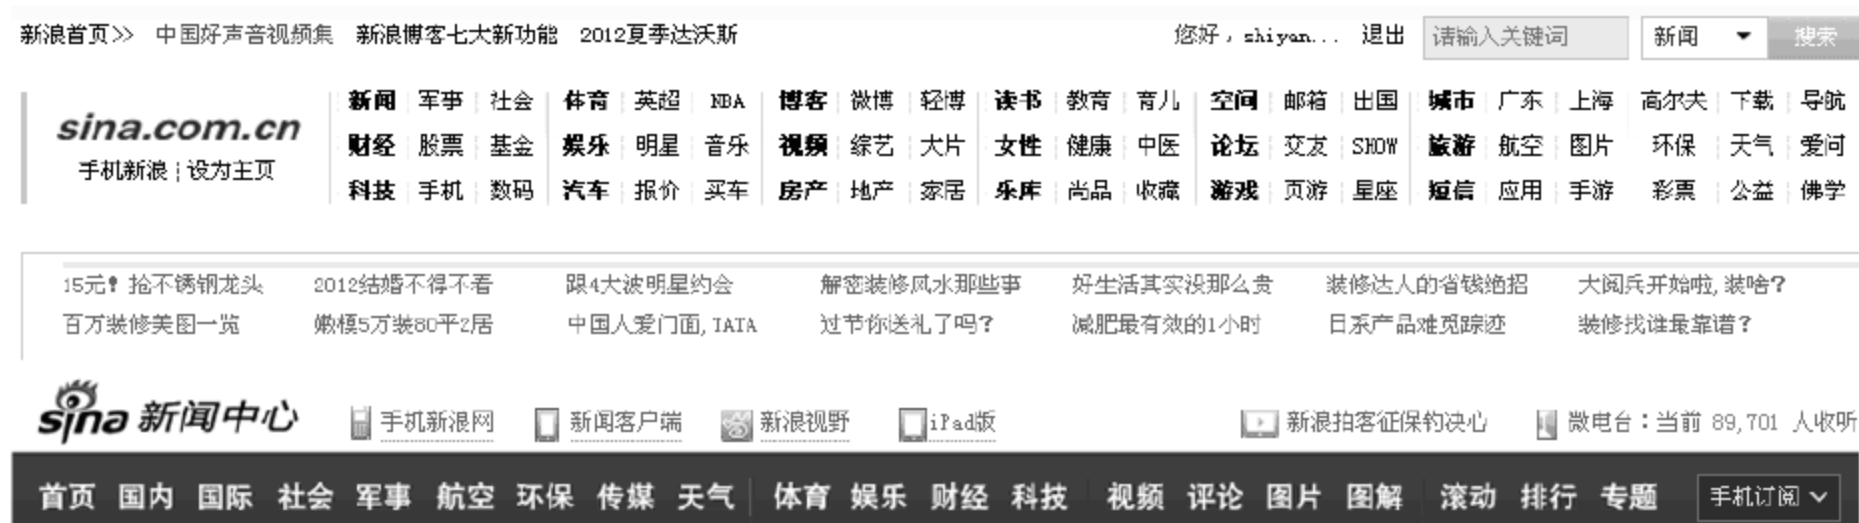 新浪首页>> 中国好声音视频集 新浪博客七大新功能 2012夏季达沃斯 您好，shiyan... 退出 请输入关键词 新闻 搜索
新闻 军事 社会 体育 英超 NBA 博客 微博 轻博 读书 教育 育儿 空间 邮箱 出国 城市 广东 上海 高尔夫 下载 导航
sina.com.cn
财经 股票 基金 娱乐 明星 音乐 视频 综艺 大片 女性 健康 中医 论坛 交友 SHOW 旅游 航空 图片 环保 天气 爱问
手机新浪 | 设为主页
科技 手机 数码 汽车 报价 买车 房产 地产 家居 乐库 尚品 收藏 游戏 页游 星座 短信 应用 手游 彩票 公益 佛学
15元！抢不锈钢龙头 2012结婚不得不看 跟4大波明星约会 解密装修风水那些事 好生活其实没那么贵 装修达人的省钱绝招 大阅兵开始啦,装啥?
百万装修美图一览 嫩模5万装80平2居 中国人爱门面,TATA 过节你送礼了吗? 减肥最有效的1小时 日系产品难觅踪迹 装修找谁最靠谱?
sina 新闻中心 手机新浪网 新闻客户端 新浪视野 iPad版 新浪拍客征保钓决心 微电台：当前 89,701 人收听
首页 国内 国际 社会 军事 航空 环保 传媒 天气 体育 娱乐 财经 科技 视频 评论 图片 图解 滚动 排行 专题 手机订阅